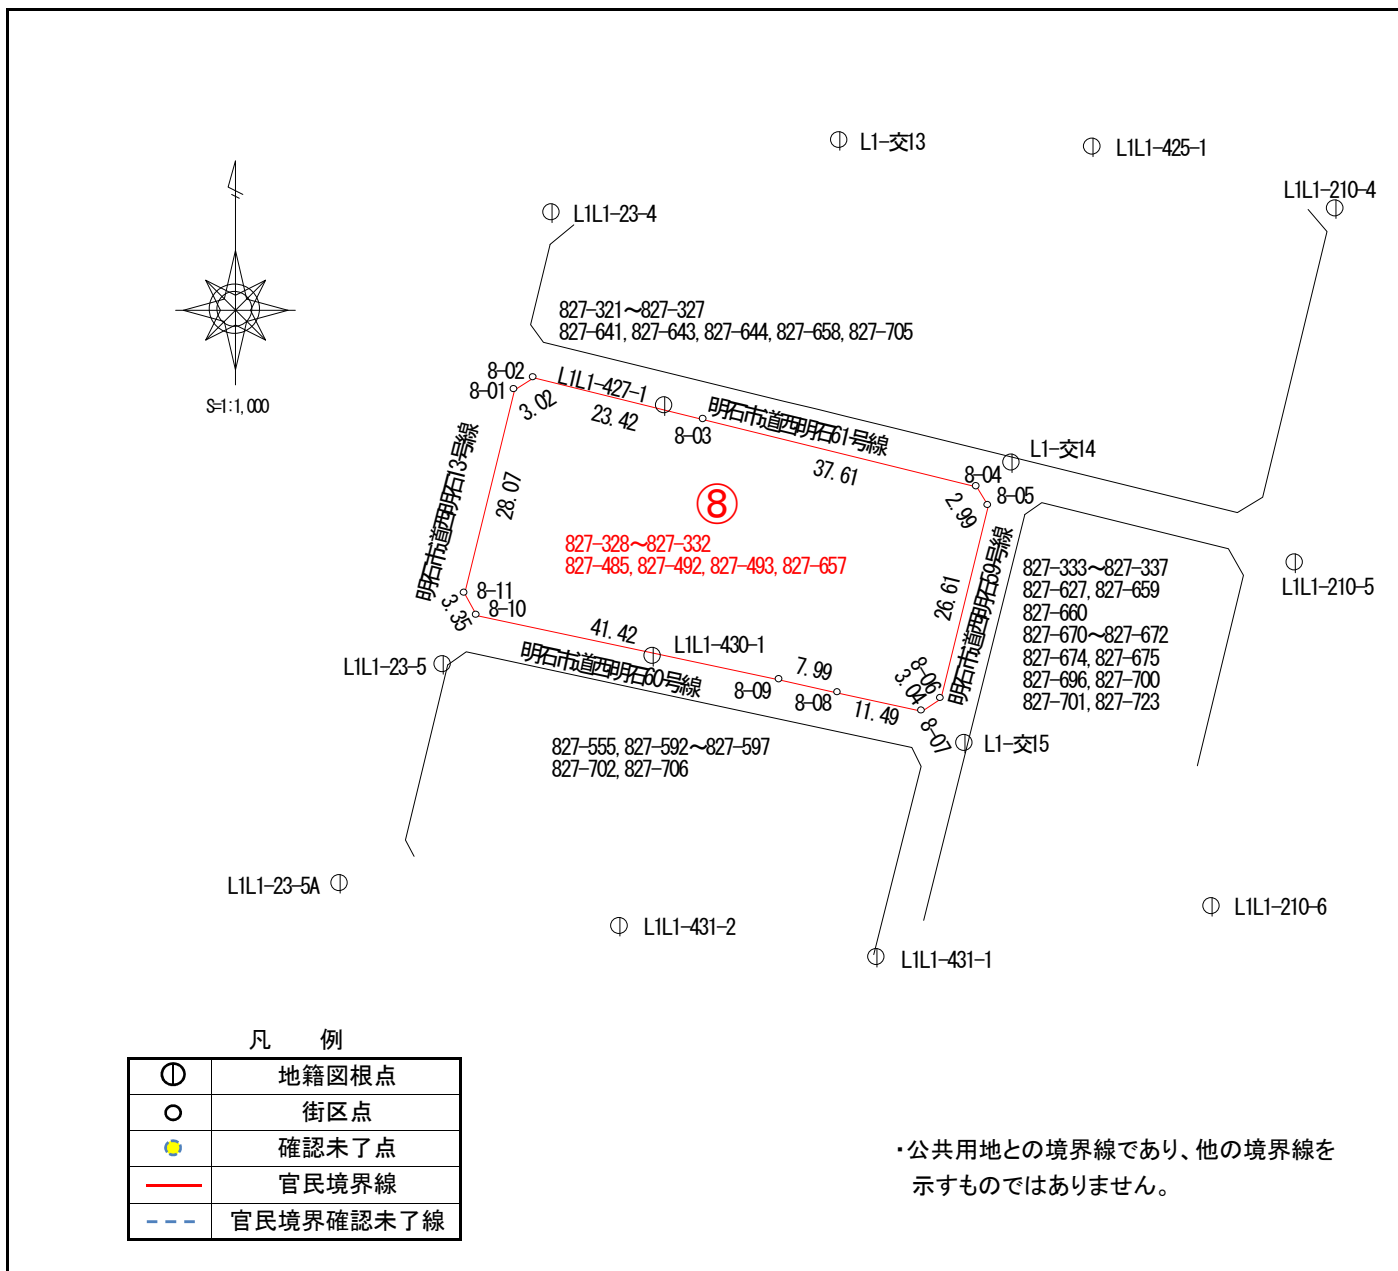 L1-交13
L1L1-425-1
L1L1-210-4
L1L1-23-4
827-321～827-327
827-641, 827-643, 827-644, 827-658, 827-705
S=1:1,000
8-02
8-01
3.02
L1L1-427-1
23.42
8-03
明石市道西明石61号線
37.61
L1-交14
8-04
8-05
2.99
明石市道西明石13号線
28.07
⑧
827-328～827-332
827-485, 827-492, 827-493, 827-657
26.61
明石市道西明石59号線
827-333～827-337
827-627, 827-659
827-660
827-670～827-672
827-674, 827-675
827-696, 827-700
827-701, 827-723
L1L1-210-5
8-11
8-10
3.35
41.42
L1L1-430-1
L1L1-23-5
明石市道西明石60号線
7.99
8-09
8-08
11.49
8-06
3.04
8-07
L1-交15
827-555, 827-592～827-597
827-702, 827-706
L1L1-23-5A
L1L1-431-2
L1L1-431-1
L1L1-210-6
凡 例
地籍図根点
街区点
確認未了点
官民境界線
官民境界確認未了線
・公共用地との境界線であり、他の境界線を
示すものではありません。